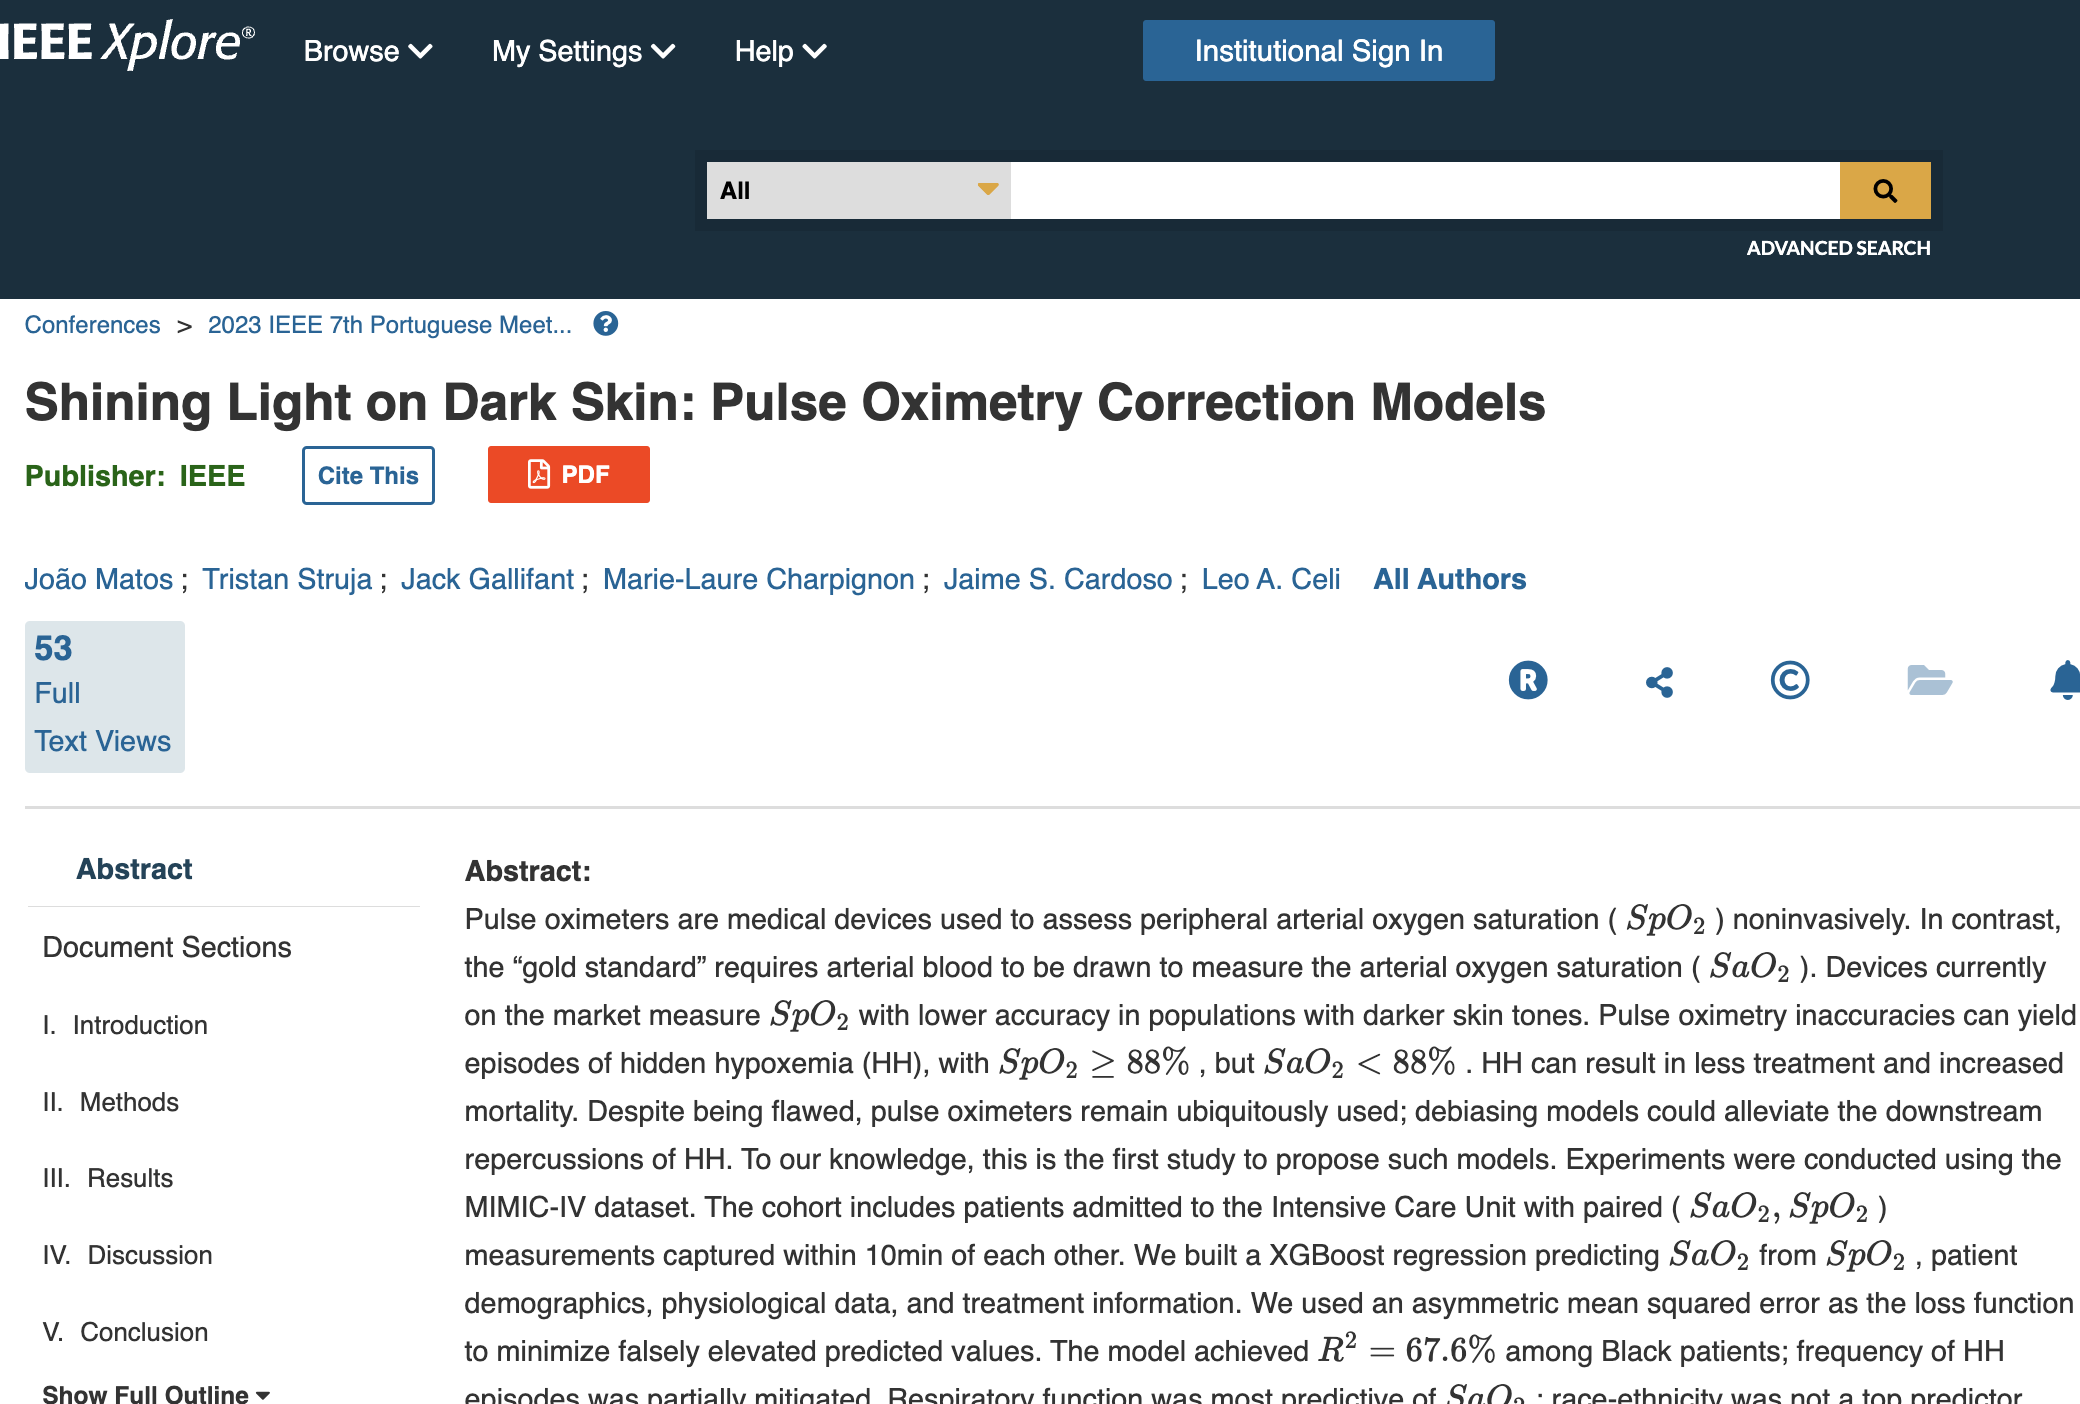 IEEE Xplore®
Browse
My Settings
Help
Institutional Sign In
All
ADVANCED SEARCH
Conferences > 2023 IEEE 7th Portuguese Meet...
?
Shining Light on Dark Skin: Pulse Oximetry Correction Models
Publisher: IEEE
Cite This
PDF
João Matos ; Tristan Struja ; Jack Gallifant ; Marie-Laure Charpignon ; Jaime S. Cardoso ; Leo A. Celi All Authors
53
Full
Text Views
R
©
Abstract
Document Sections
I. Introduction
II. Methods
III. Results
IV. Discussion
V. Conclusion
Show Full Outline
Abstract:
Pulse oximeters are medical devices used to assess peripheral arterial oxygen saturation ( SpO₂ ) noninvasively. In contrast,
the “gold standard” requires arterial blood to be drawn to measure the arterial oxygen saturation ( SaO₂ ). Devices currently
on the market measure SpO₂ with lower accuracy in populations with darker skin tones. Pulse oximetry inaccuracies can yield
episodes of hidden hypoxemia (HH), with SpO₂ ≥ 88% , but SaO₂ < 88% . HH can result in less treatment and increased
mortality. Despite being flawed, pulse oximeters remain ubiquitously used; debiasing models could alleviate the downstream
repercussions of HH. To our knowledge, this is the first study to propose such models. Experiments were conducted using the
MIMIC-IV dataset. The cohort includes patients admitted to the Intensive Care Unit with paired ( SaO₂, SpO₂ )
measurements captured within 10min of each other. We built a XGBoost regression predicting SaO₂ from SpO₂ , patient
demographics, physiological data, and treatment information. We used an asymmetric mean squared error as the loss function
to minimize falsely elevated predicted values. The model achieved R² = 67.6% among Black patients; frequency of HH
episodes was partially mitigated. Respiratory function was most predictive of SaO₂ ; race-ethnicity was not a top predictor